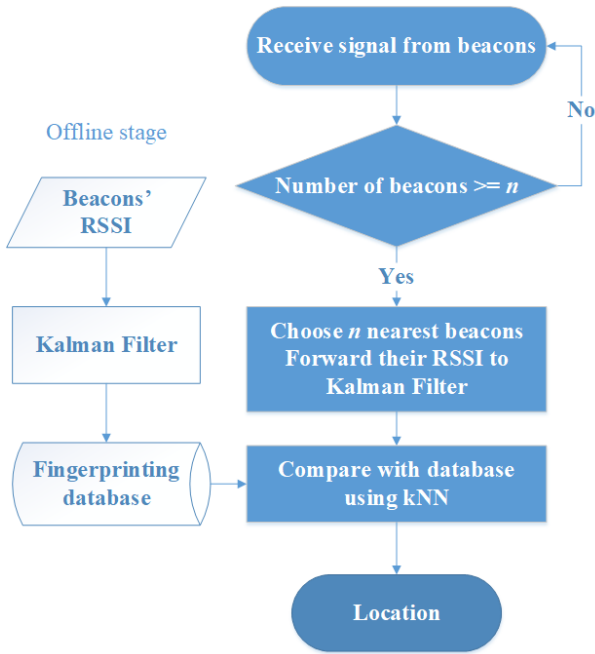 Receive signal from beacons
No
Offline stage
Number of beacons >= n
Beacons'
RSSI
Yes
Kalman Filter
Choose n nearest beacons
Forward their RSSI to
Kalman Filter
Fingerprinting
database
Compare with database
using kNN
Location